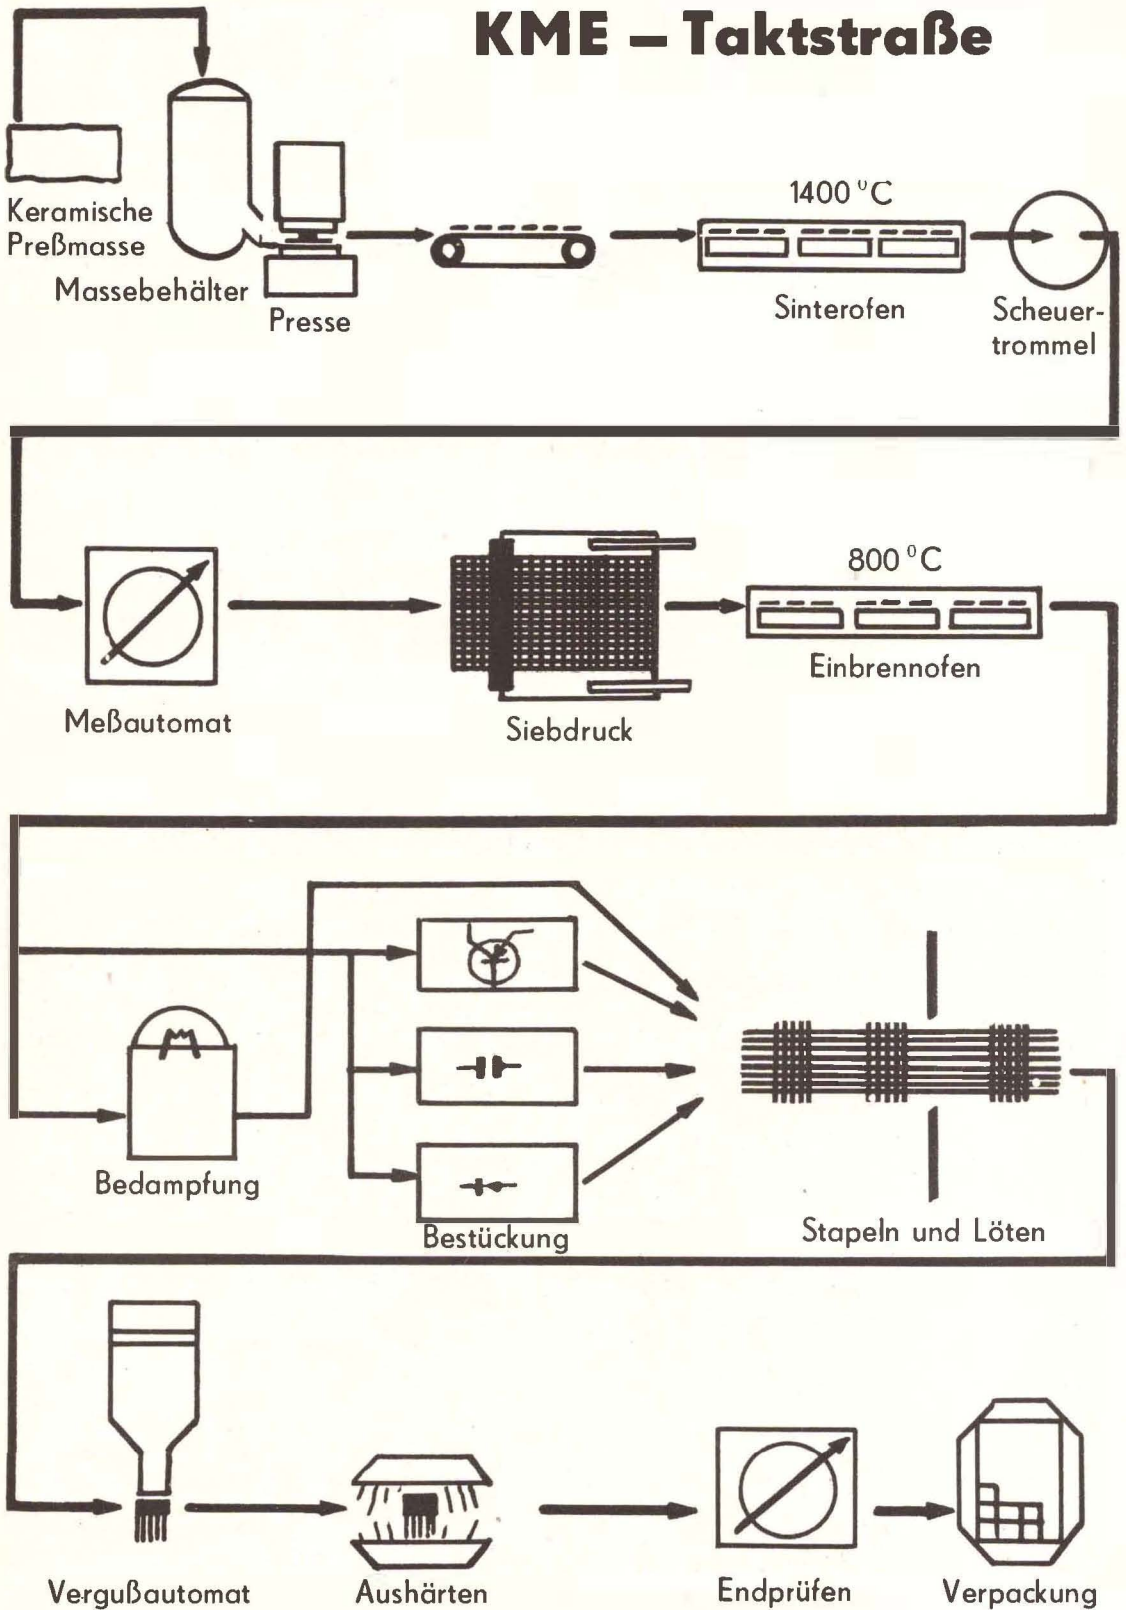 KME – Taktstraße
Keramische
Preßmasse
Massebehälter
Presse
1400 °C
Sinterofen
Scheuer-
trommel
Meßautomat
Siebdruck
800 °C
Einbrennofen
Bedampfung
Bestückung
Stapeln und Löten
Vergußautomat
Aushärten
Endprüfen
Verpackung